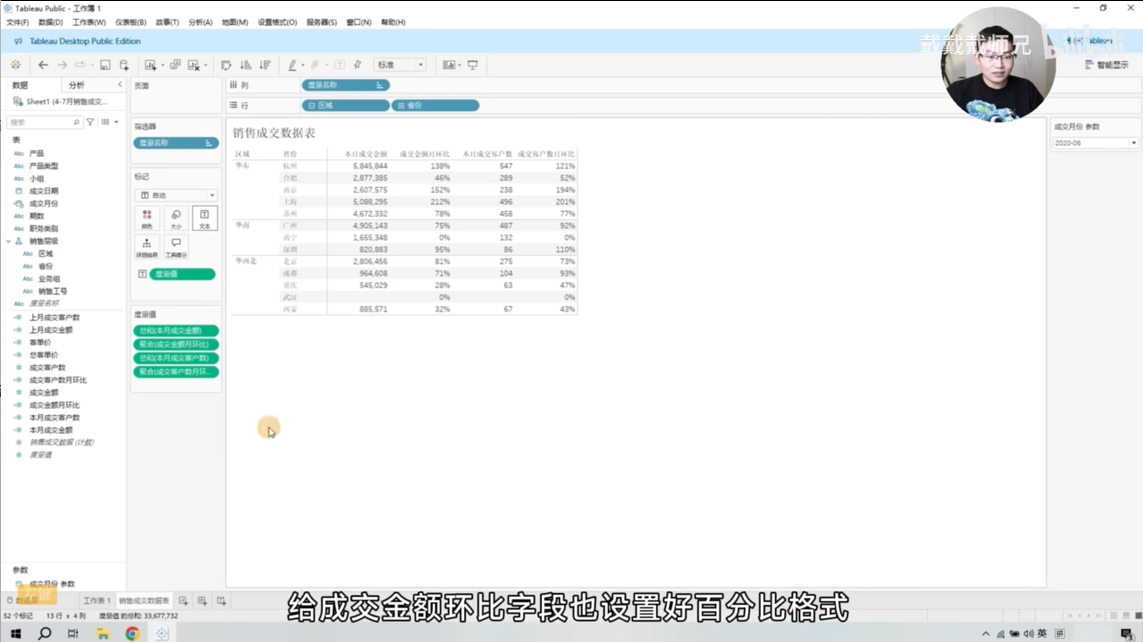 Tableau Public - 工作簿 1
文件(F) 数据(D) 工作表(W) 仪表板(B) 故事(T) 分析(A) 地图(M) 设置格式(O) 服务器(S) 窗口(N) 帮助(H)
Tableau Desktop Public Edition
戴戴戴师兄
标准
智能显示
数据 分析
Sheet1 (4-7月销售成交...
搜索
表
Abc 产品
Abc 产品类型
Abc 小组
成交日期
成交月份
Abc 期数
Abc 职务类别
销售层级
Abc 区域
Abc 省份
Abc 业务组
Abc 销售工号
Abc 度量名称
上月成交客户数
上月成交金额
客单价
总客单价
成交客户数
成交客户数月环比
成交金额
成交金额月环比
本月成交客户数
本月成交金额
销售成交数据 (计数)
度量值
参数
成交月份 参数
页面
筛选器
度量名称
标记
自动
颜色 大小 文本
详细信息 工具提示
度量值
度量值
总和(本月成交金额)
聚合(成交金额月环比)
总和(本月成交客户数)
聚合(成交客户数月环..
列 度量名称
行 区域 省份
销售成交数据表
区域 省份 本月成交金额 成交金额月环比 本月成交客户数 成交客户数月环比
华东 杭州 5,845,844 138% 547 121%
合肥 2,877,385 46% 289 52%
南京 2,607,575 152% 238 194%
上海 5,088,295 212% 496 201%
苏州 4,672,332 78% 458 77%
华南 广州 4,905,143 75% 487 92%
南宁 1,655,348 0% 132 0%
深圳 820,883 95% 86 110%
华西北 北京 2,806,456 81% 275 73%
成都 964,608 71% 104 93%
重庆 545,029 28% 63 47%
武汉 0% 0%
西安 885,571 32% 67 43%
成交月份 参数
2020-06
给成交金额环比字段也设置好百分比格式
工作表 1 销售成交数据表
52 个标记 13 行 x 4 列 度量值 的总和: 33,677,732
英 拼